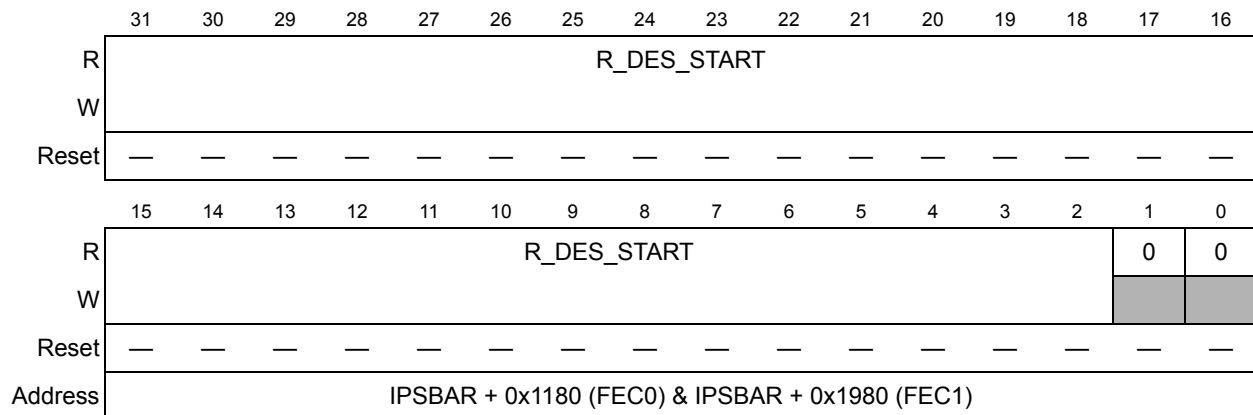 31 30 29 28 27 26 25 24 23 22 21 20 19 18 17 16
R R_DES_START
W
Reset — — — — — — — — — — — — — — — —
15 14 13 12 11 10 9 8 7 6 5 4 3 2 1 0
R R_DES_START 0 0
W
Reset — — — — — — — — — — — — — — — —
Address IPSBAR + 0x1180 (FEC0) & IPSBAR + 0x1980 (FEC1)